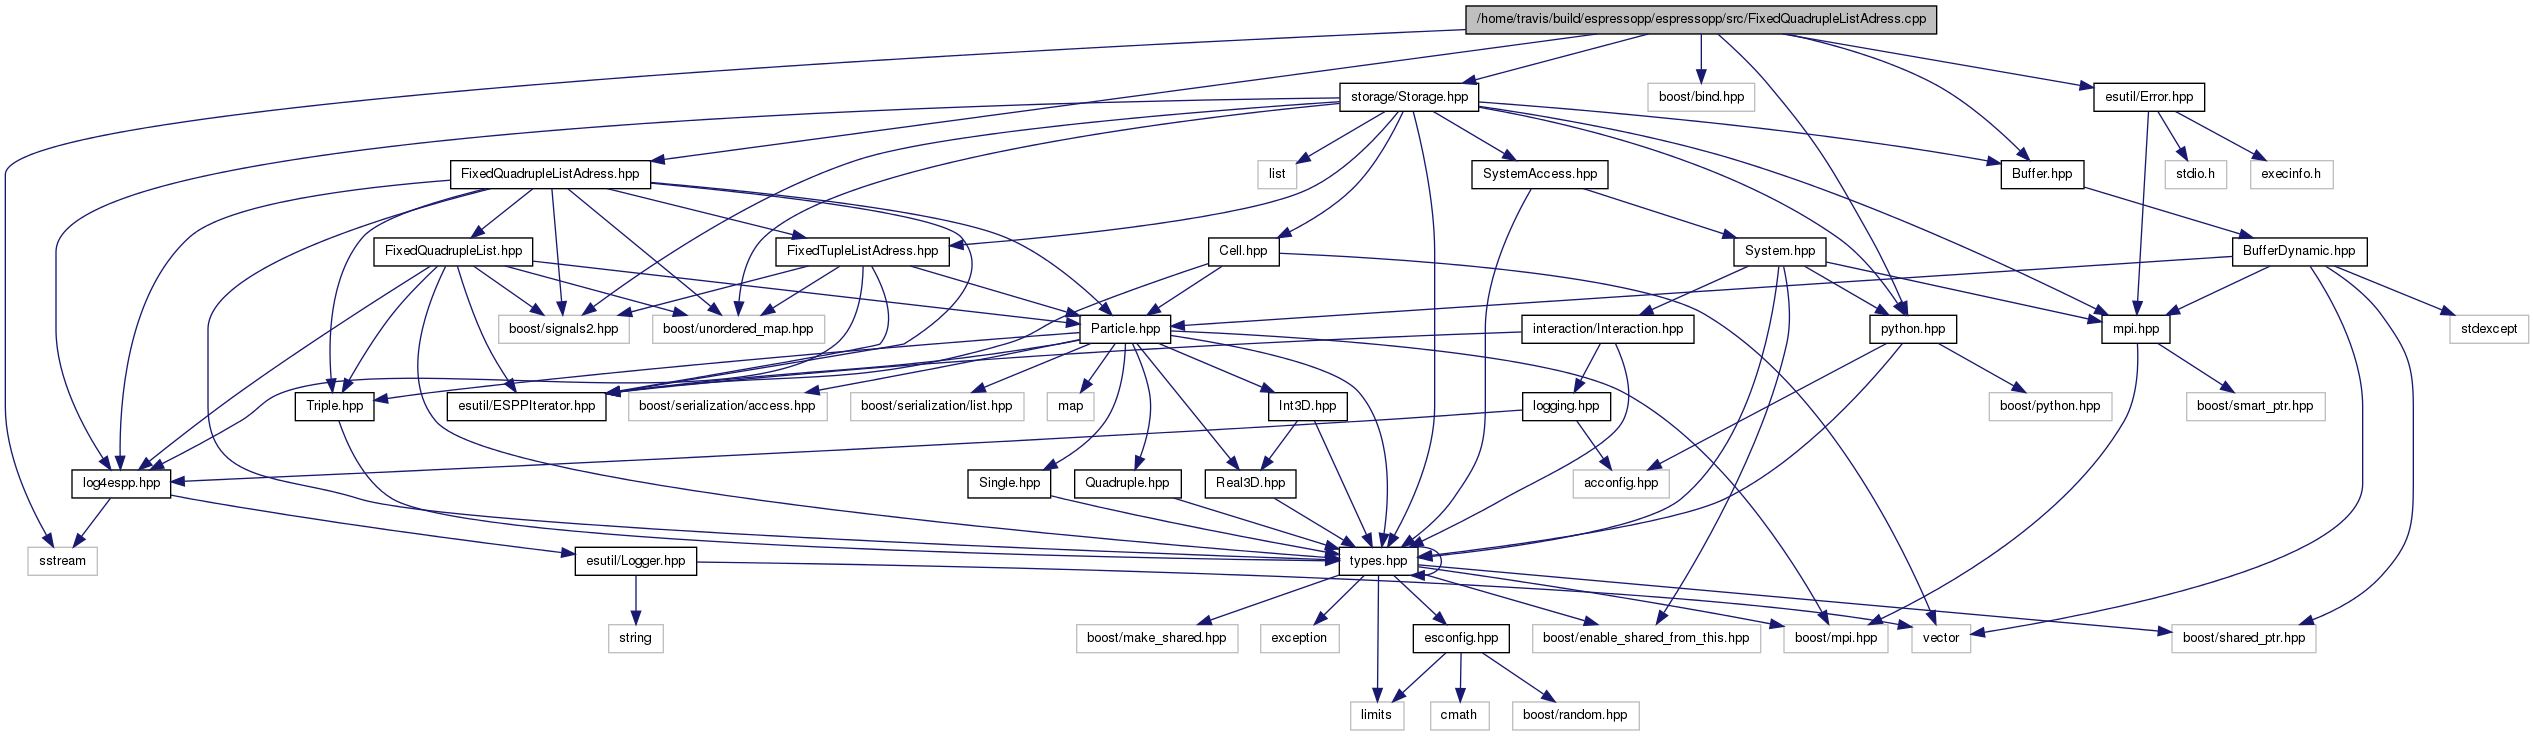 /home/travis/build/espressopp/espressopp/src/FixedQuadrupleListAdress.cpp
storage/Storage.hpp
boost/bind.hpp
esutil/Error.hpp
FixedQuadrupleListAdress.hpp
list
SystemAccess.hpp
Buffer.hpp
stdio.h
execinfo.h
FixedQuadrupleList.hpp
FixedTupleListAdress.hpp
Cell.hpp
System.hpp
BufferDynamic.hpp
boost/signals2.hpp
boost/unordered_map.hpp
Particle.hpp
interaction/Interaction.hpp
python.hpp
mpi.hpp
stdexcept
Triple.hpp
esutil/ESPPIterator.hpp
boost/serialization/access.hpp
boost/serialization/list.hpp
map
Int3D.hpp
logging.hpp
boost/python.hpp
boost/smart_ptr.hpp
log4espp.hpp
Single.hpp
Quadruple.hpp
Real3D.hpp
acconfig.hpp
sstream
esutil/Logger.hpp
types.hpp
string
boost/make_shared.hpp
exception
esconfig.hpp
boost/enable_shared_from_this.hpp
boost/mpi.hpp
vector
boost/shared_ptr.hpp
limits
cmath
boost/random.hpp